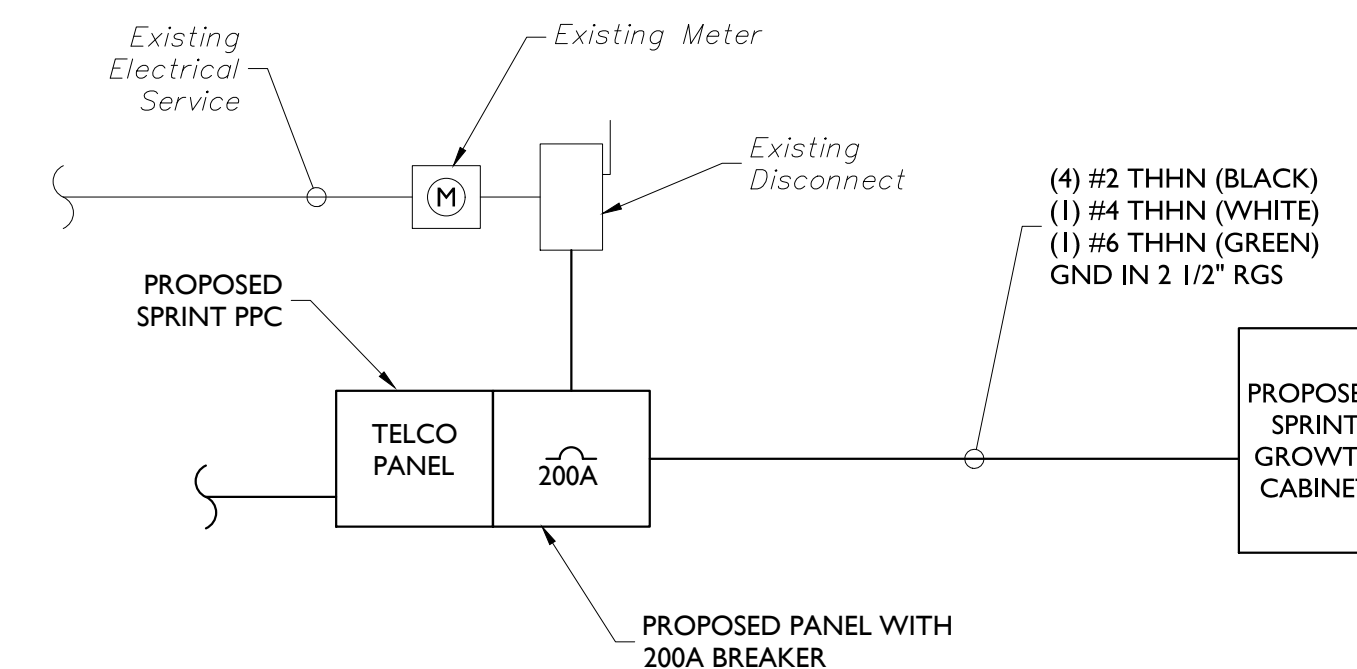 Existing
Electrical
Service
Existing Meter
Existing
Disconnect
M
(4) #2 THHN (BLACK)
(1) #4 THHN (WHITE)
(1) #6 THHN (GREEN)
GND IN 2 1/2" RGS
PROPOSED
SPRINT PPC
TELCO
PANEL
200A
SPRINT
PROPOSED PANEL WITH
200A BREAKER